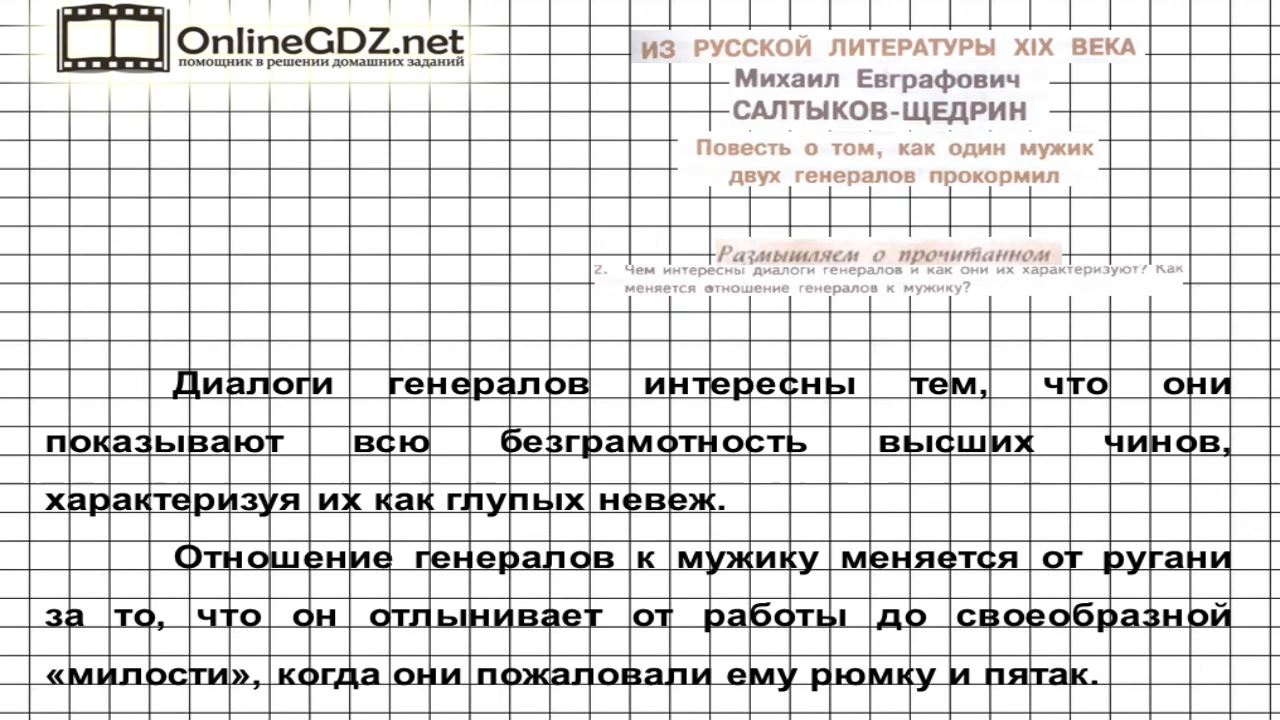 OnlineGDZ.net
помощник в решении домашних заданий
ИЗ РУССКОЙ ЛИТЕРАТУРЫ XIX ВЕКА
Михаил Евграфович
САЛТЫКОВ-ЩЕДРИН
Повесть о том, как один мужик
двух генералов прокормил
Размышляем о прочитанном
2. Чем интересны диалоги генералов и как они их характеризуют? Как
меняется отношение генералов к мужику?
Диалоги генералов интересны тем, что они
показывают всю безграмотность высших чинов,
характеризуя их как глупых невеж.
Отношение генералов к мужику меняется от ругани
за то, что он отлынивает от работы до своеобразной
«милости», когда они пожаловали ему рюмку и пятак.